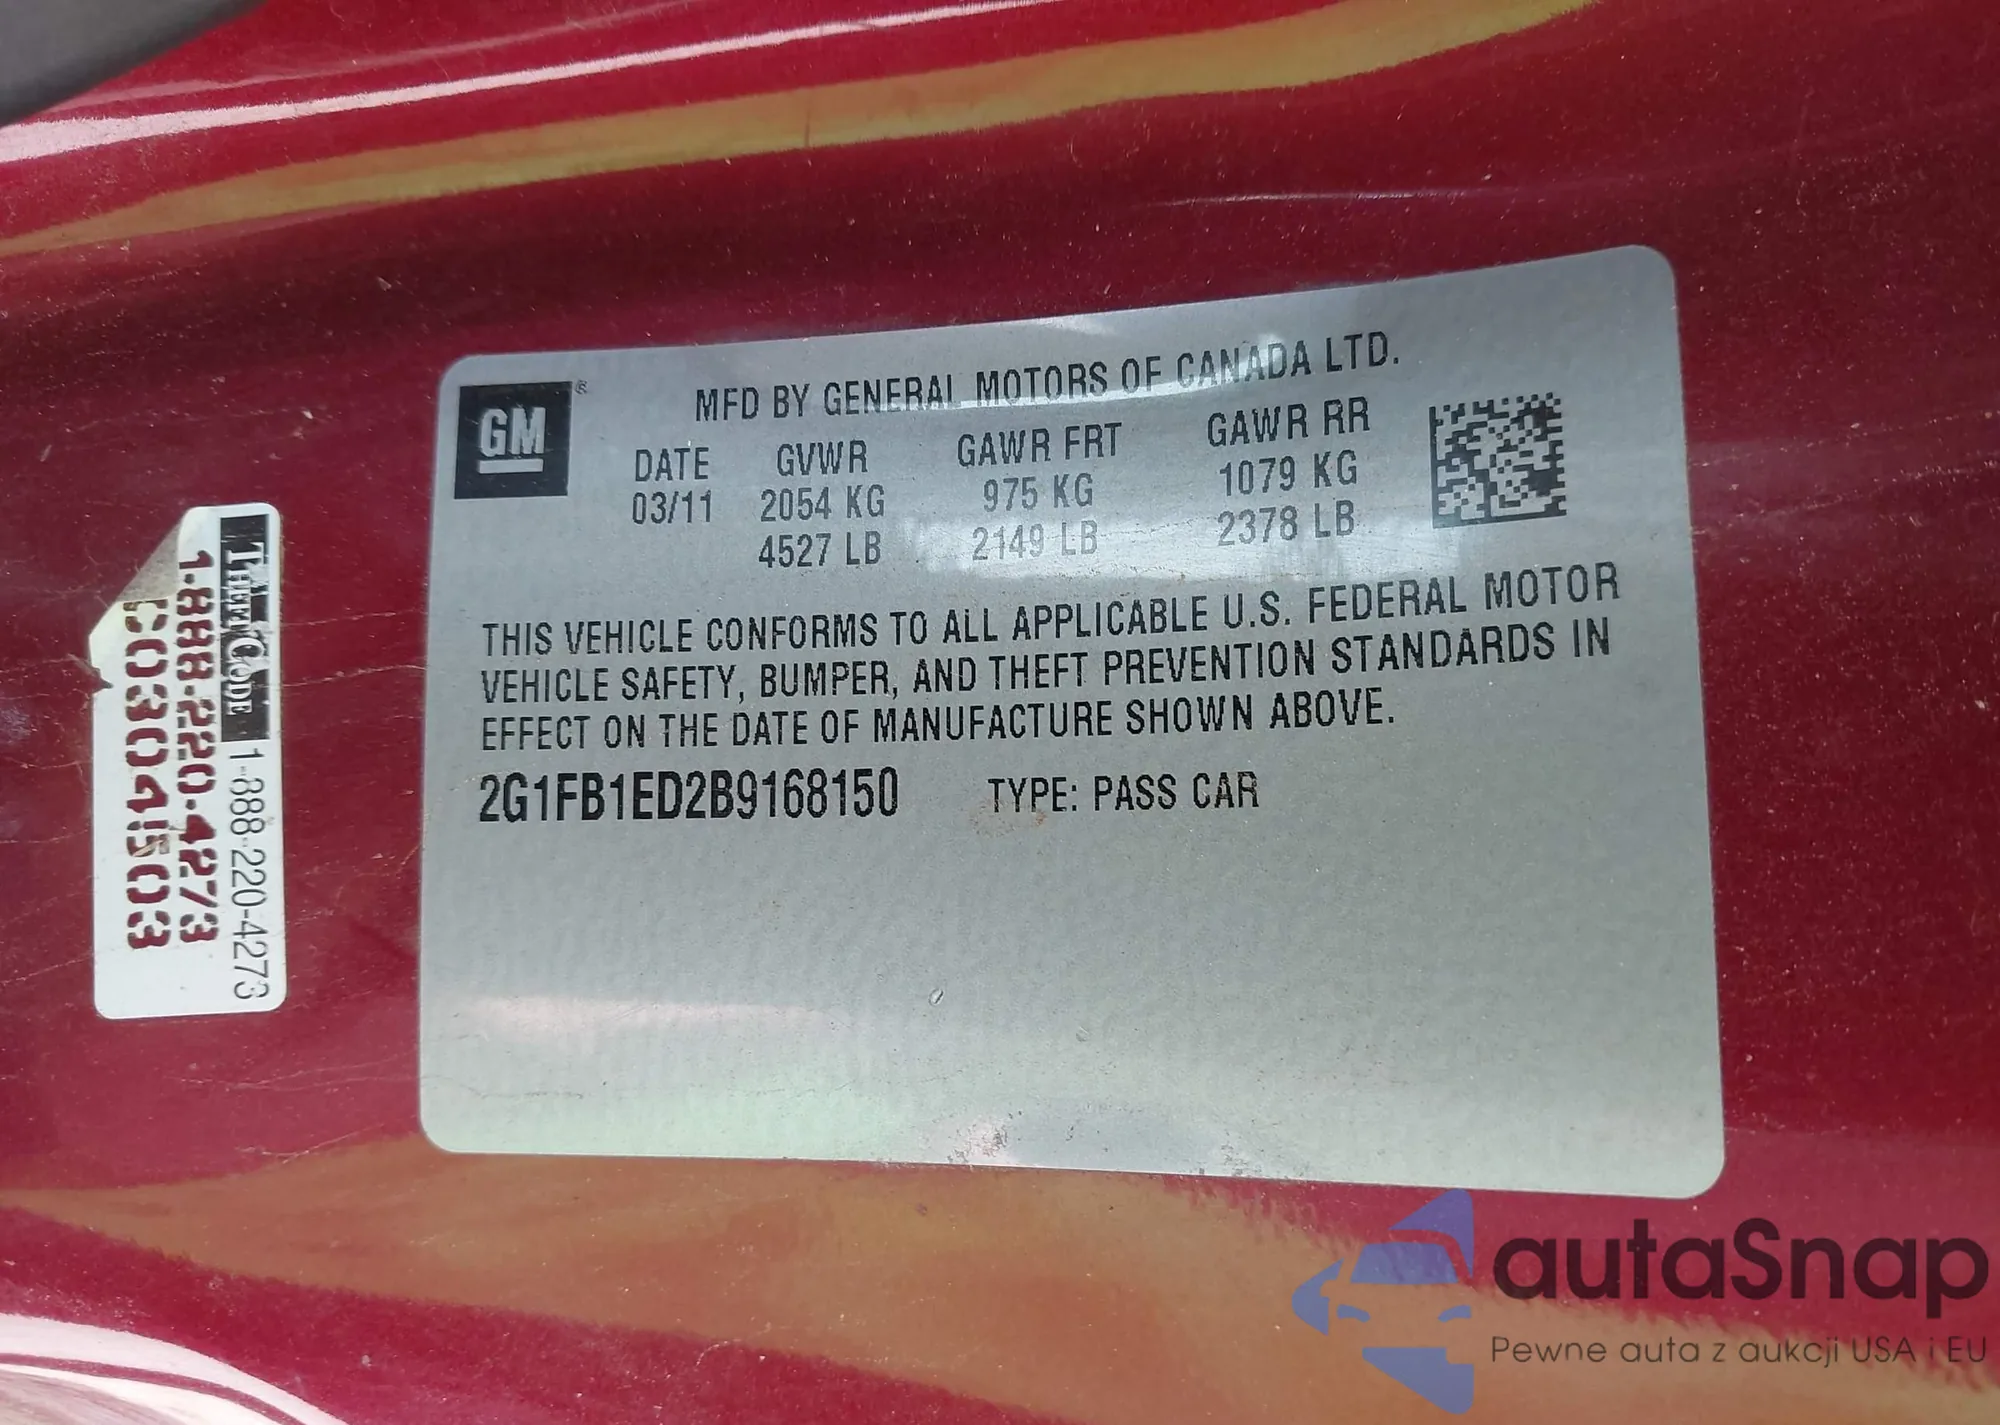 GM®
MFD BY GENERAL MOTORS OF CANADA LTD.
DATE GVWR GAWR FRT GAWR RR
03/11 2054 KG 975 KG 1079 KG
4527 LB 2149 LB 2378 LB
THIS VEHICLE CONFORMS TO ALL APPLICABLE U.S. FEDERAL MOTOR
VEHICLE SAFETY, BUMPER, AND THEFT PREVENTION STANDARDS IN
EFFECT ON THE DATE OF MANUFACTURE SHOWN ABOVE.
2G1FB1ED2B9168150 TYPE: PASS CAR
THEFTCODE 1-888-220-4273
1-888-220-4273
C03041503
autaSnap
Pewne auta z aukcji USA i EU